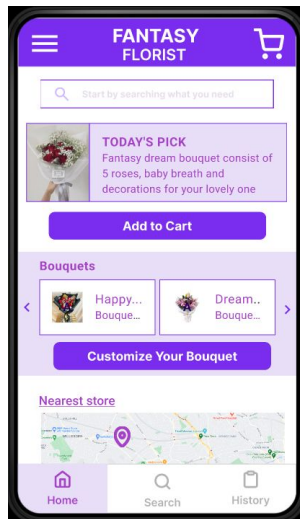 FANTASY
FLORIST
Start by searching what you need
TODAY'S PICK
Fantasy dream bouquet consist of
5 roses, baby breath and
decorations for your lovely one
Add to Cart
Bouquets
Happy...
Bouque...
Dream..
Bouque...
Customize Your Bouquet
Nearest store
Home
Search
History